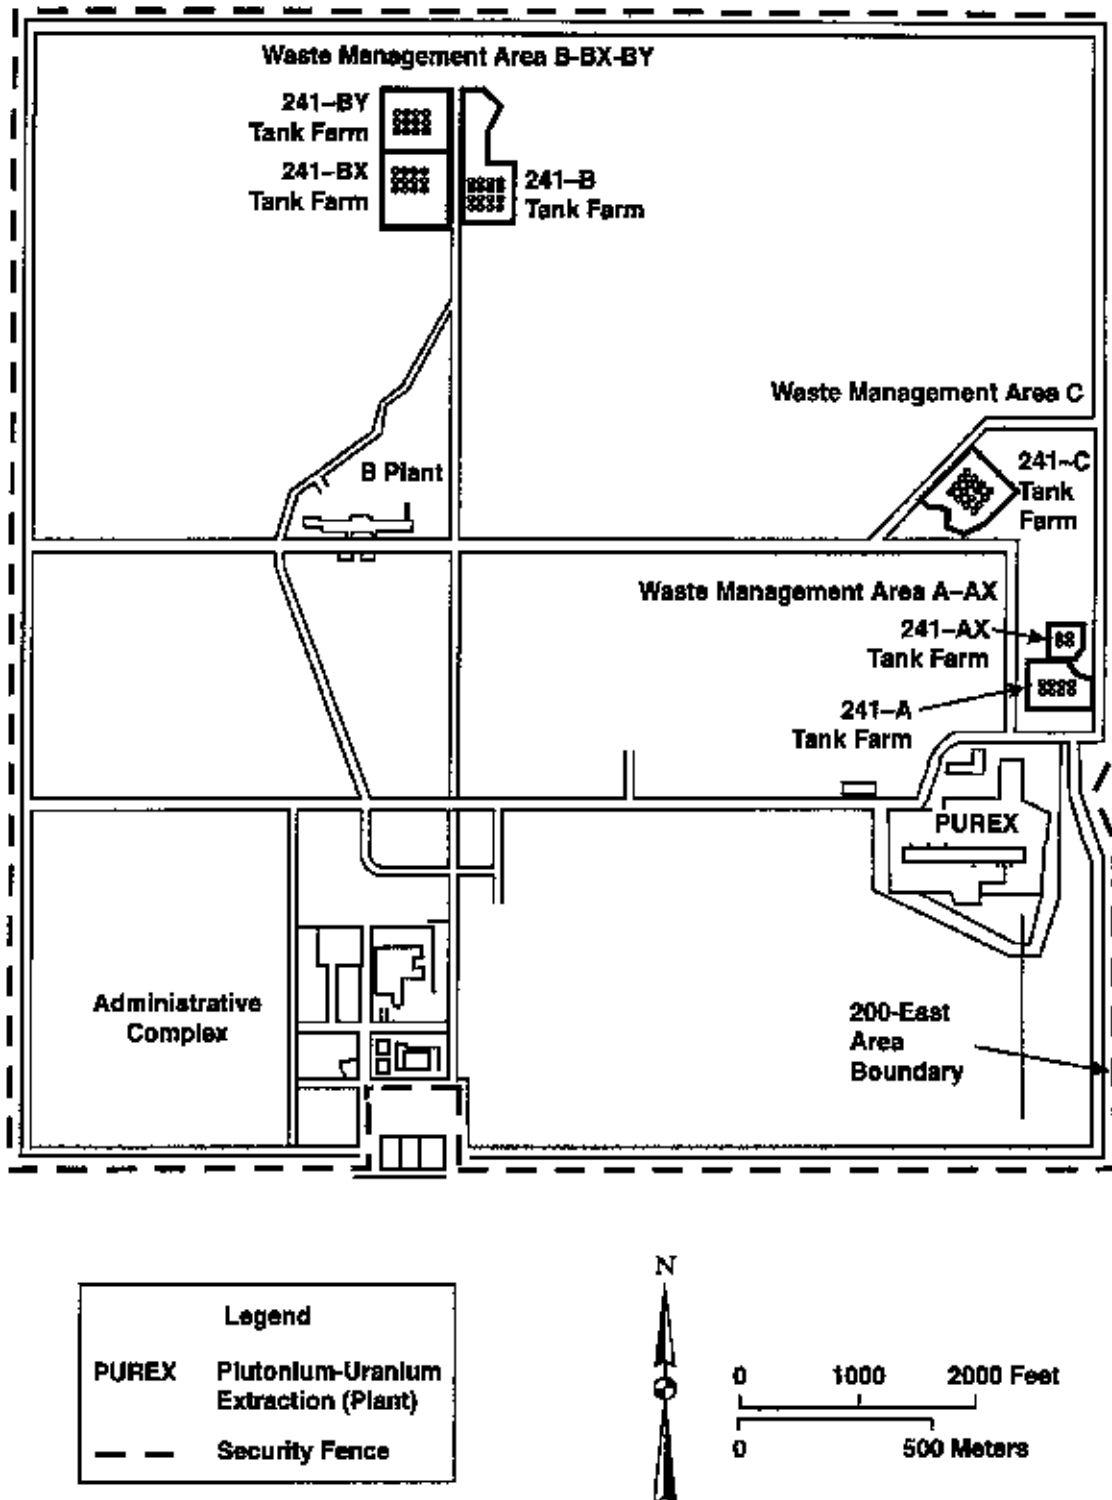 Waste Management Area B-BX-BY
241-BY
Tank Farm
241-BX
Tank Farm
241-B
Tank Farm
Waste Management Area C
241-C
Tank
Farm
B Plant
Waste Management Area A-AX
241-AX
Tank Farm
241-A
Tank Farm
PUREX
Administrative
Complex
200-East
Area
Boundary
N
Legend
PUREX Plutonium-Uranium
Extraction (Plant)
Security Fence
0 1000 2000 Feet
0 500 Meters